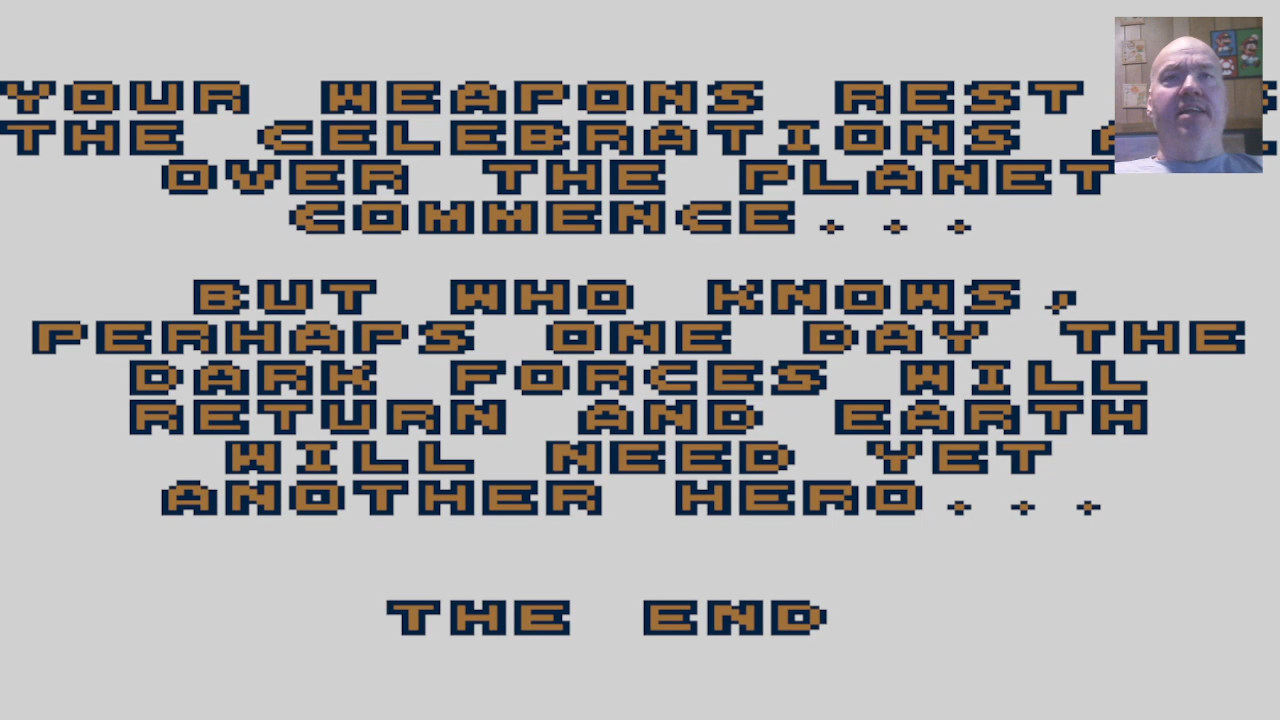 YOUR WEAPONS REST
THE CELEBRATIONS
OVER THE PLANET
COMMENCE...
BUT WHO KNOWS,
PERHAPS ONE DAY THE
DARK FORCES WILL
RETURN AND EARTH
WILL NEED YET
ANOTHER HERO...
THE END